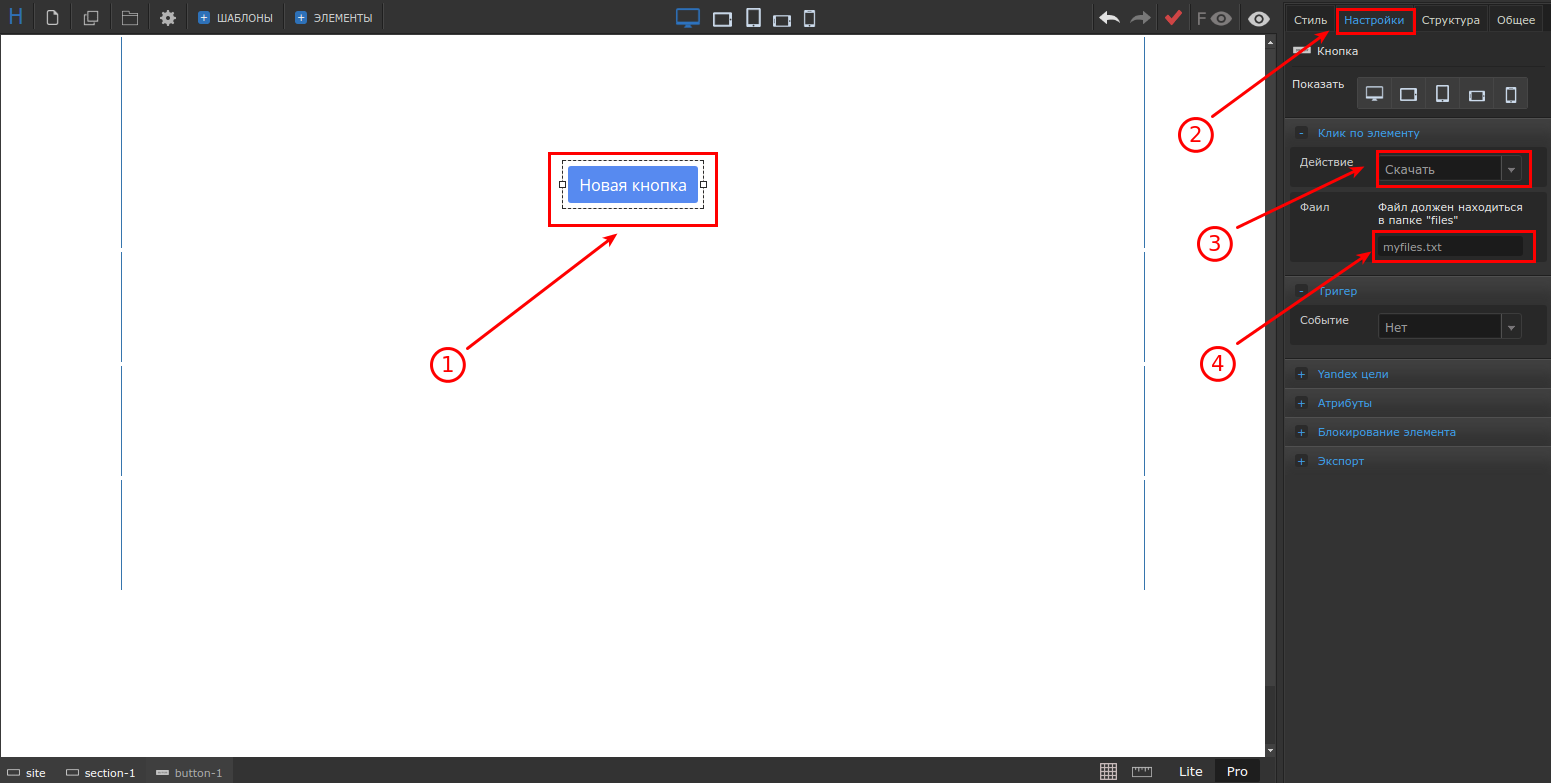 H
ШАБЛОНЫ
ЭЛЕМЕНТЫ
F
Стиль
Настройки
Структура
Общее
Кнопка
Показать
- Клик по элементу
Действие
Скачать
Фаил
Файл должен находиться
в папке "files"
myfiles.txt
- Тригер
Событие
Нет
+ Yandex цели
+ Атрибуты
+ Блокирование элемента
+ Экспорт
Новая кнопка
1
2
3
4
site
section-1
button-1
Lite
Pro